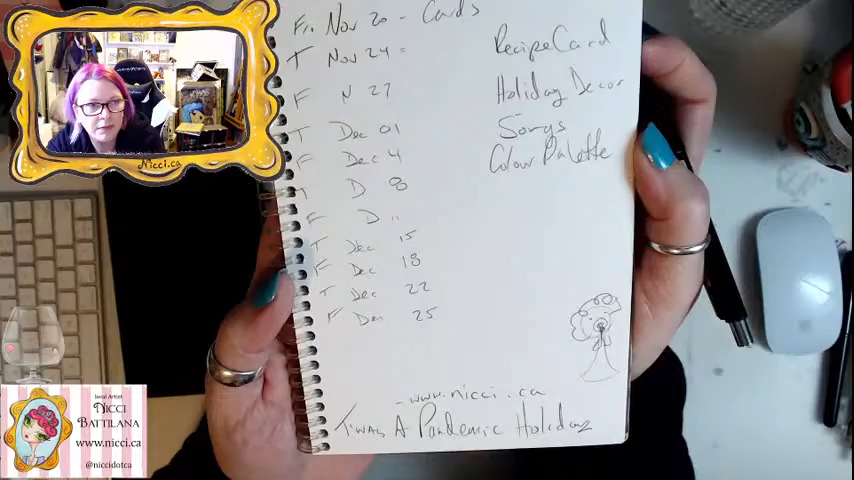 Fri. Nov 20 - Cards
T Nov 24 =
RecipeCard
F N 27
Holiday Decor
T Dec 01
Songs
F Dec 4
Colour Palette
D 8
F D 11
T Dec 15
F Dec 18
T Dec 22
F Dec 25
- www.nicci.ca
Twas A Pandemic Holiday
Nicci.ca
Local Artist
NICCI
BATTILANA
www.nicci.ca
@niccidotca